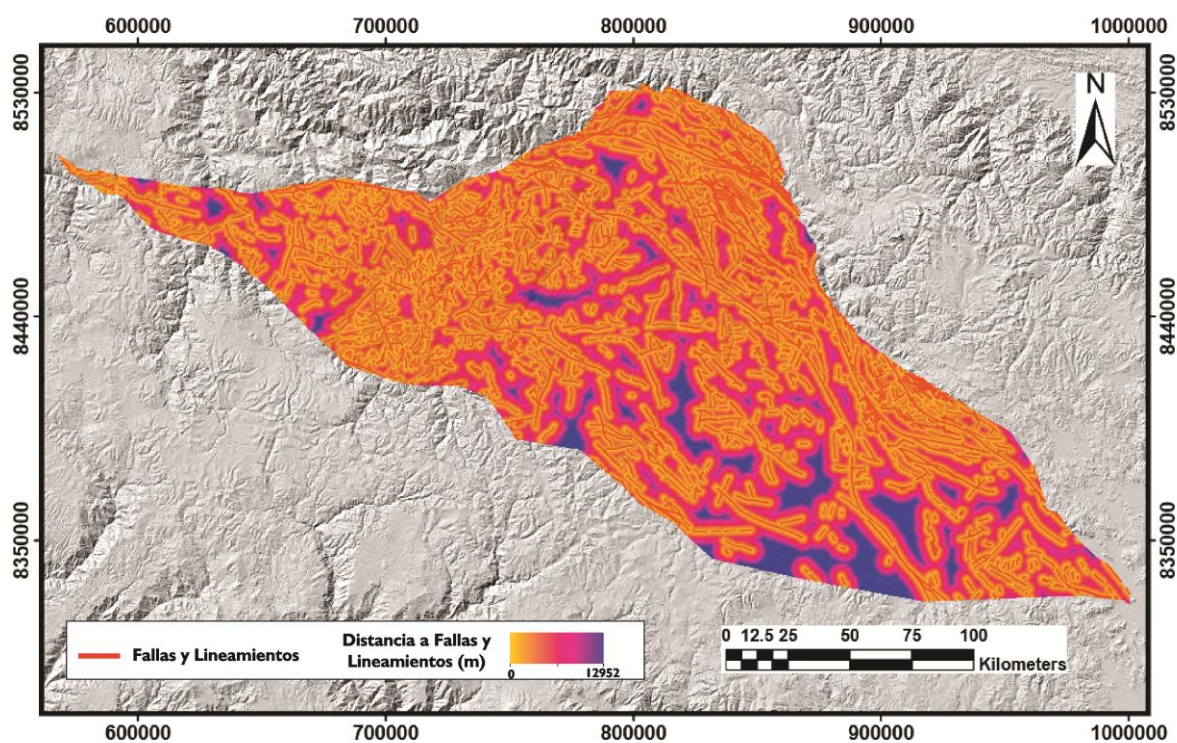 600000 700000 800000 900000 1000000
8530000 8530000
N
8440000 8440000
8350000 8350000
Fallas y Lineamientos
Distancia a Fallas y
Lineamientos (m)
0 12952
0 12.5 25 50 75 100
Kilometers
600000 700000 800000 900000 1000000